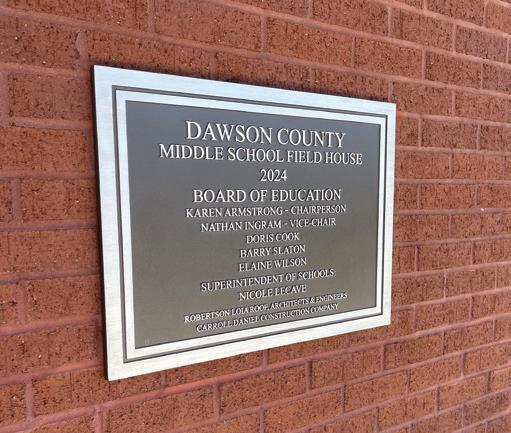 DAWSON COUNTY
MIDDLE SCHOOL FIELD HOUSE
2024
BOARD OF EDUCATION
KAREN ARMSTRONG - CHAIRPERSON
NATHAN INGRAM - VICE-CHAIR
DORIS COOK
BARRY SLATON
ELAINE WILSON
SUPERINTENDENT OF SCHOOLS:
NICOLE LECAVE
ROBERTSON LOIA ROOF, ARCHITECTS & ENGINEERS
CARROLL DANIEL CONSTRUCTION COMPANY